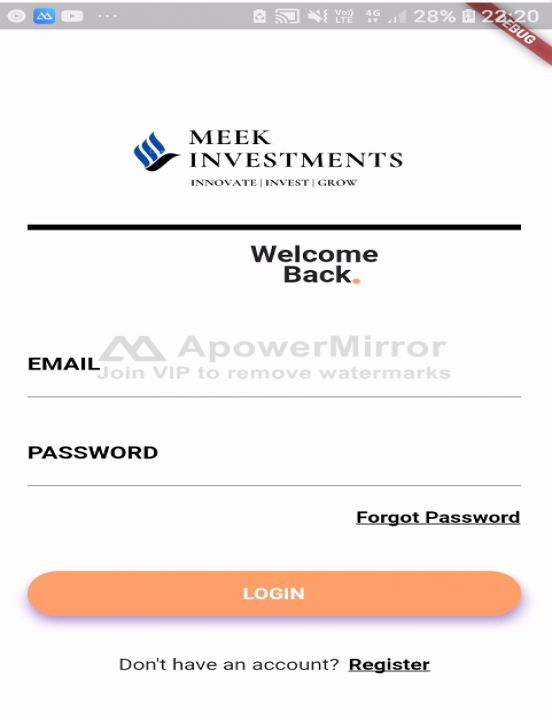 Vo)) LTE 4G 28% 22:20
DEBUG
MEEK
INVESTMENTS
INNOVATE | INVEST | GROW
Welcome
Back.
ApowerMirror
EMAIL
Join VIP to remove watermarks
PASSWORD
Forgot Password
LOGIN
Don't have an account? Register